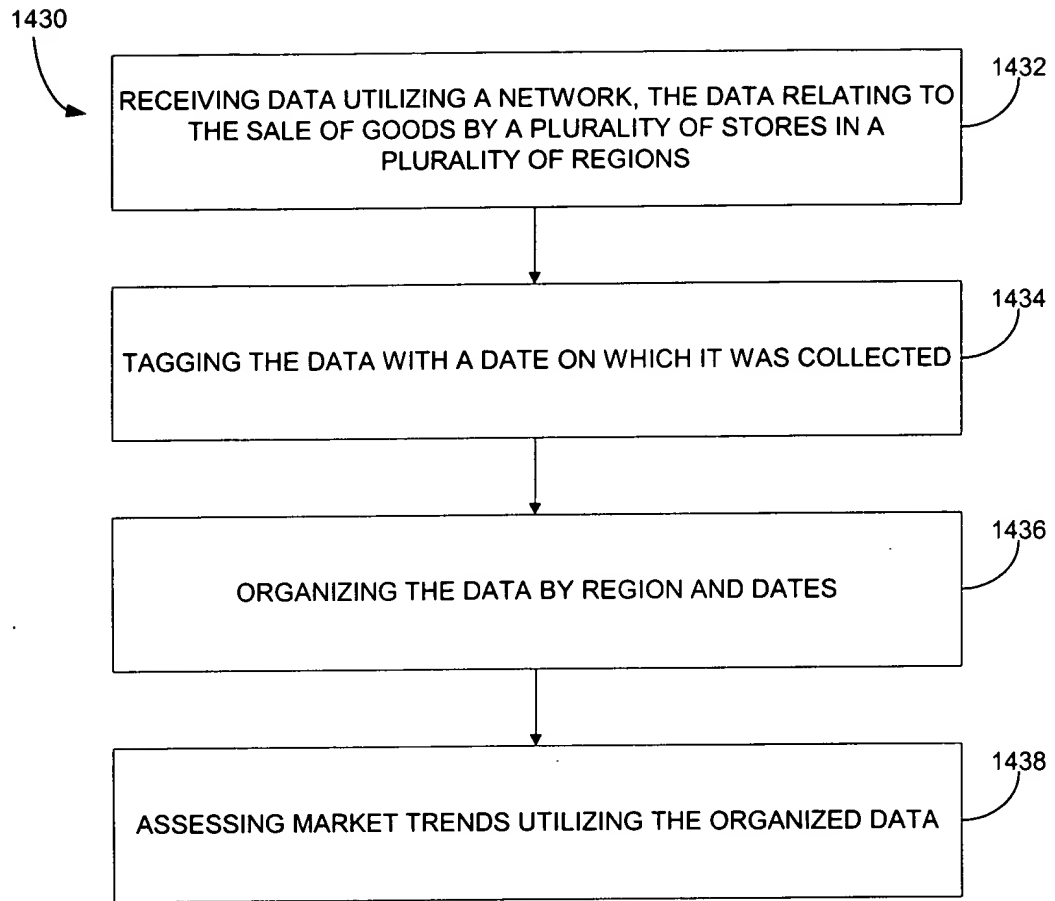 1430
1432
RECEIVING DATA UTILIZING A NETWORK, THE DATA RELATING TO
THE SALE OF GOODS BY A PLURALITY OF STORES IN A
PLURALITY OF REGIONS
1434
TAGGING THE DATA WITH A DATE ON WHICH IT WAS COLLECTED
1436
ORGANIZING THE DATA BY REGION AND DATES
1438
ASSESSING MARKET TRENDS UTILIZING THE ORGANIZED DATA